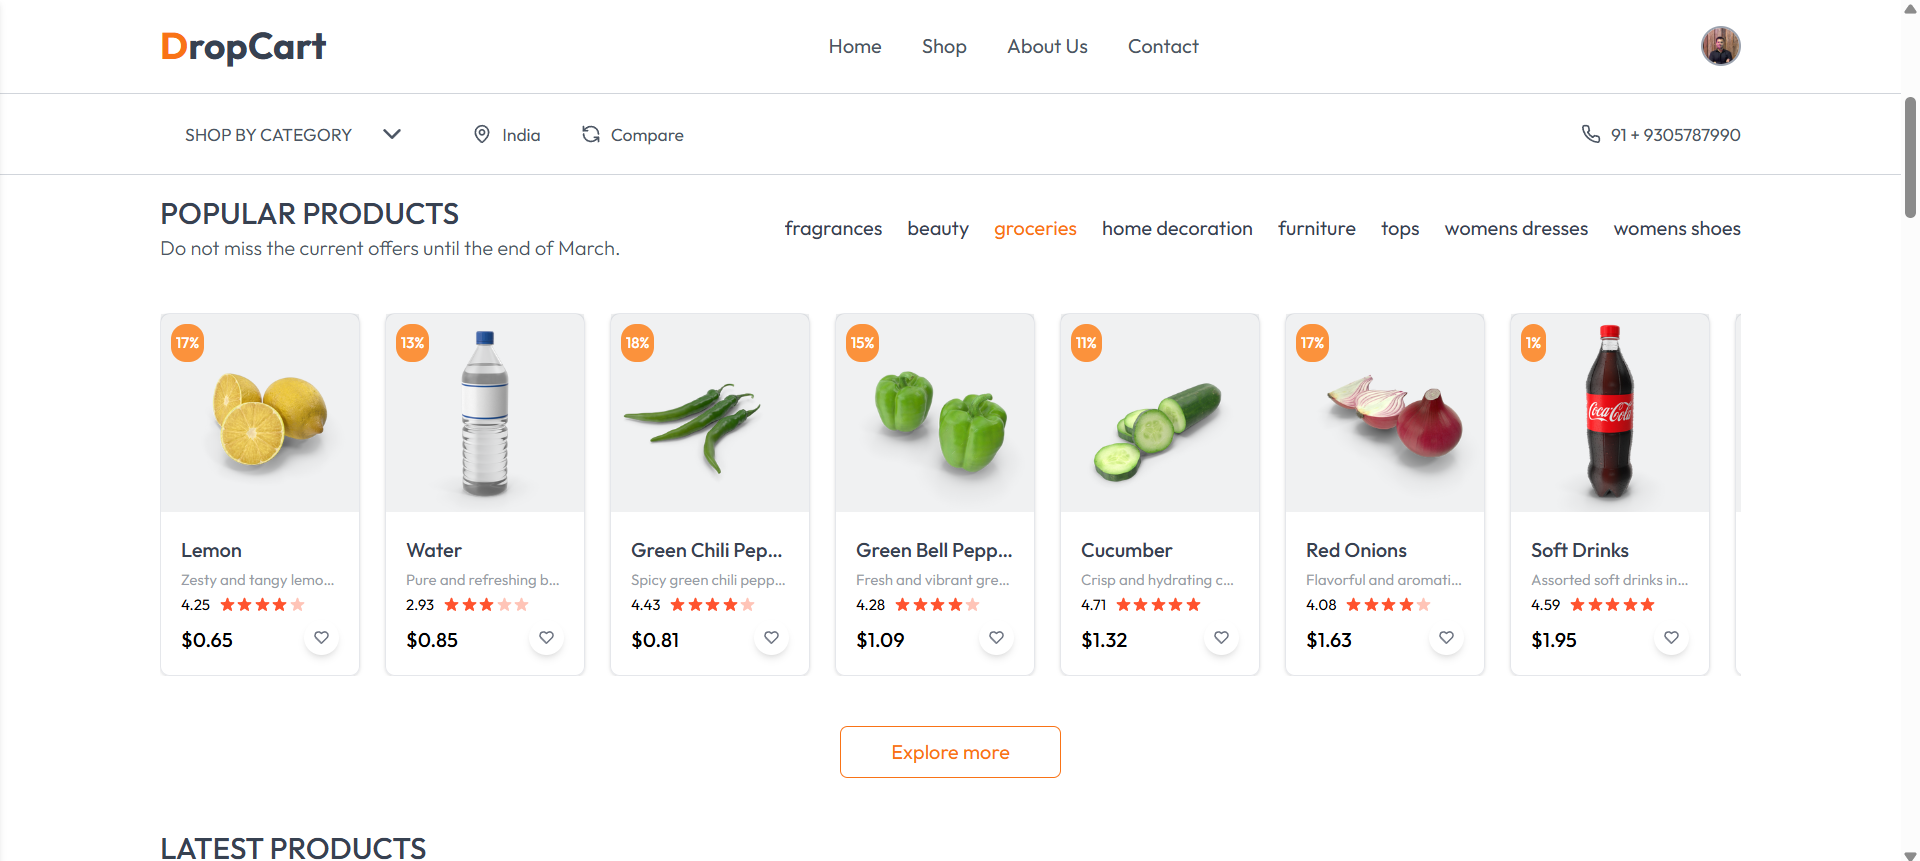 DropCart
Home Shop About Us Contact
SHOP BY CATEGORY India Compare 91 + 9305787990
POPULAR PRODUCTS
Do not miss the current offers until the end of March.
fragrances beauty groceries home decoration furniture tops womens dresses womens shoes
17% 13% 18% 15% 11% 17% 1%
Coca-Cola
Lemon Water Green Chili Pep... Green Bell Pepp... Cucumber Red Onions Soft Drinks
Zesty and tangy lemo... Pure and refreshing b... Spicy green chili pepp... Fresh and vibrant gre... Crisp and hydrating c... Flavorful and aromati... Assorted soft drinks in...
4.25 2.93 4.43 4.28 4.71 4.08 4.59
$0.65 $0.85 $0.81 $1.09 $1.32 $1.63 $1.95
Explore more
LATEST PRODUCTS